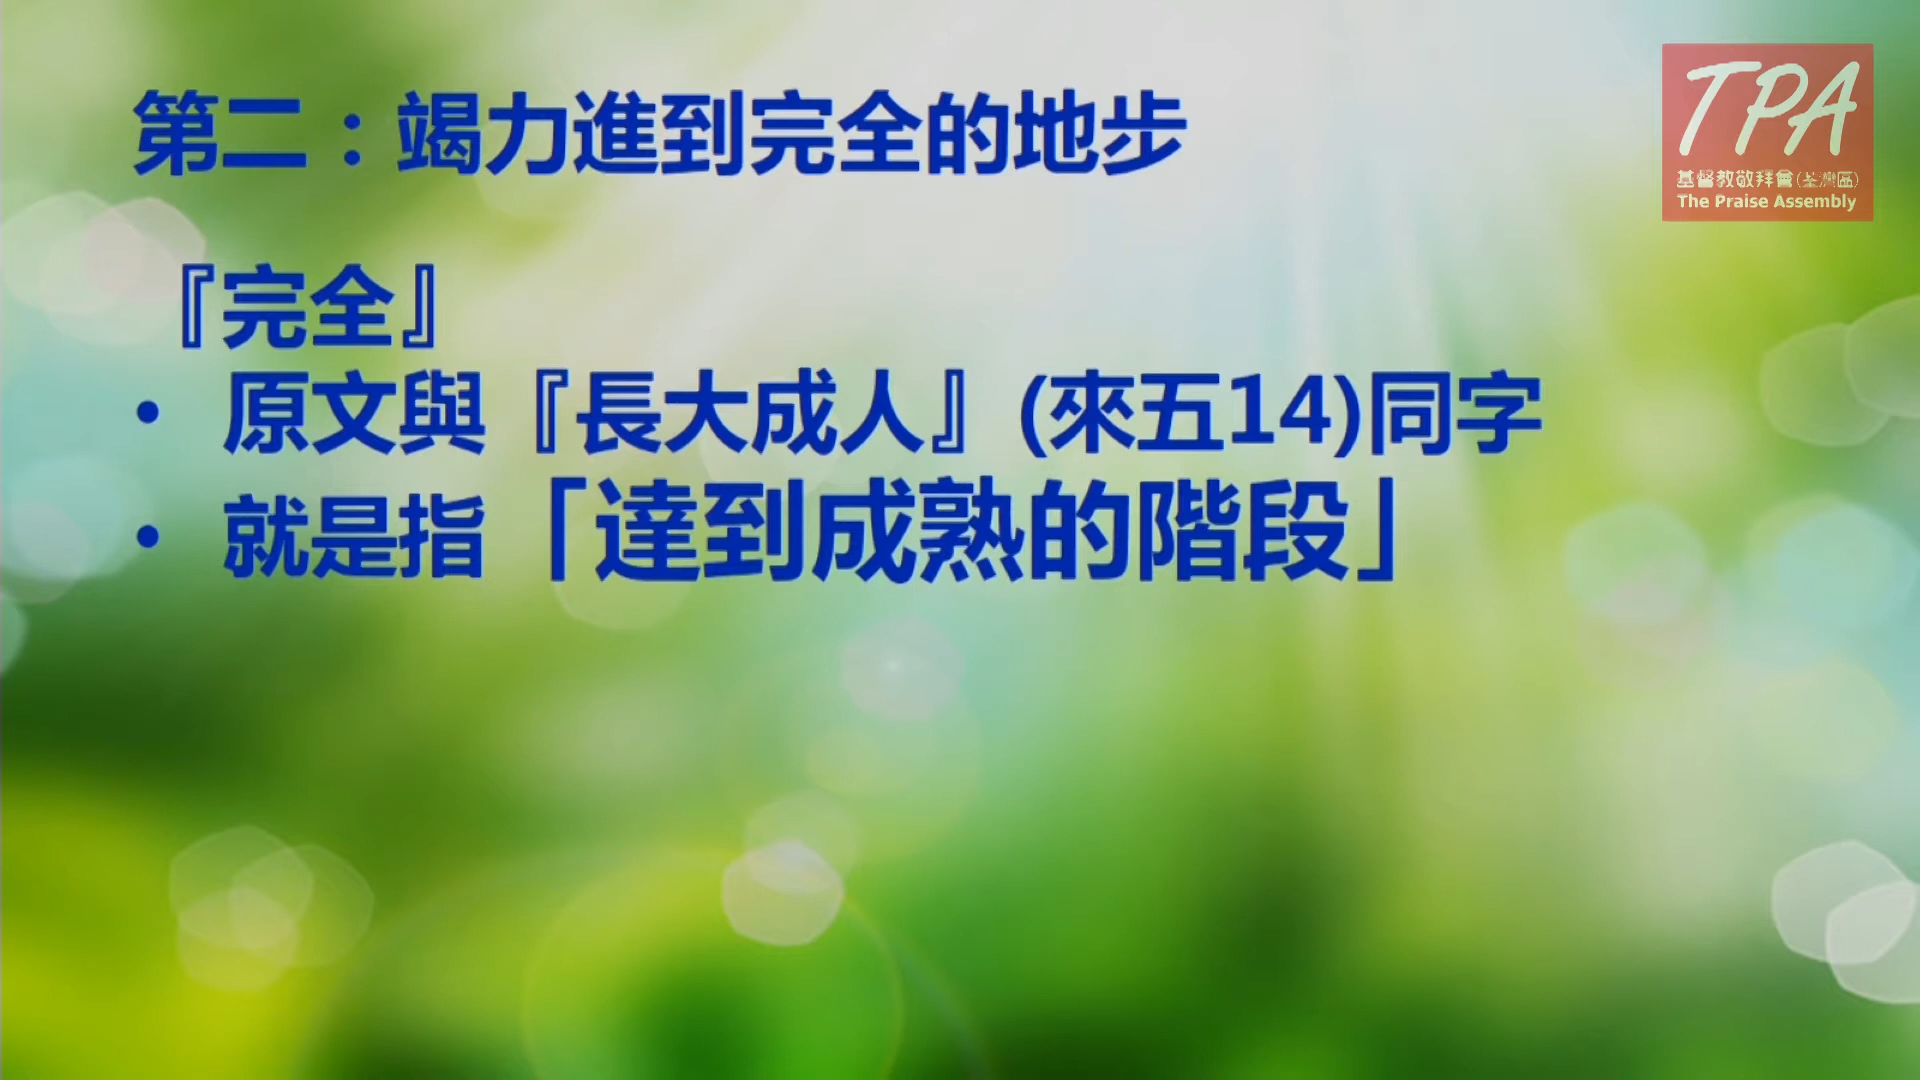 第二：竭力進到完全的地步
『完全』
• 原文與『長大成人』(來五14)同字
• 就是指「達到成熟的階段」
TPA
基督教敬拜會(荃灣區)
The Praise Assembly